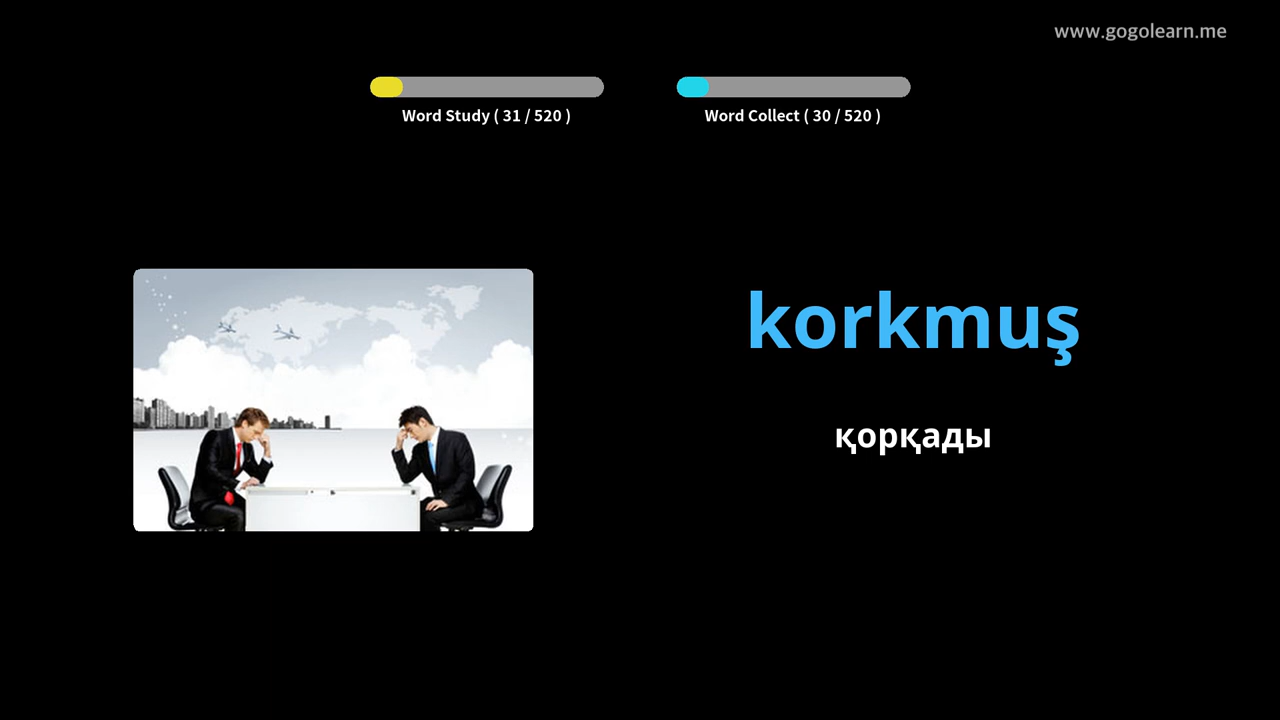 www.gogolearn.me
Word Study ( 31 / 520 )
Word Collect ( 30 / 520 )
korkmuş
қорқады